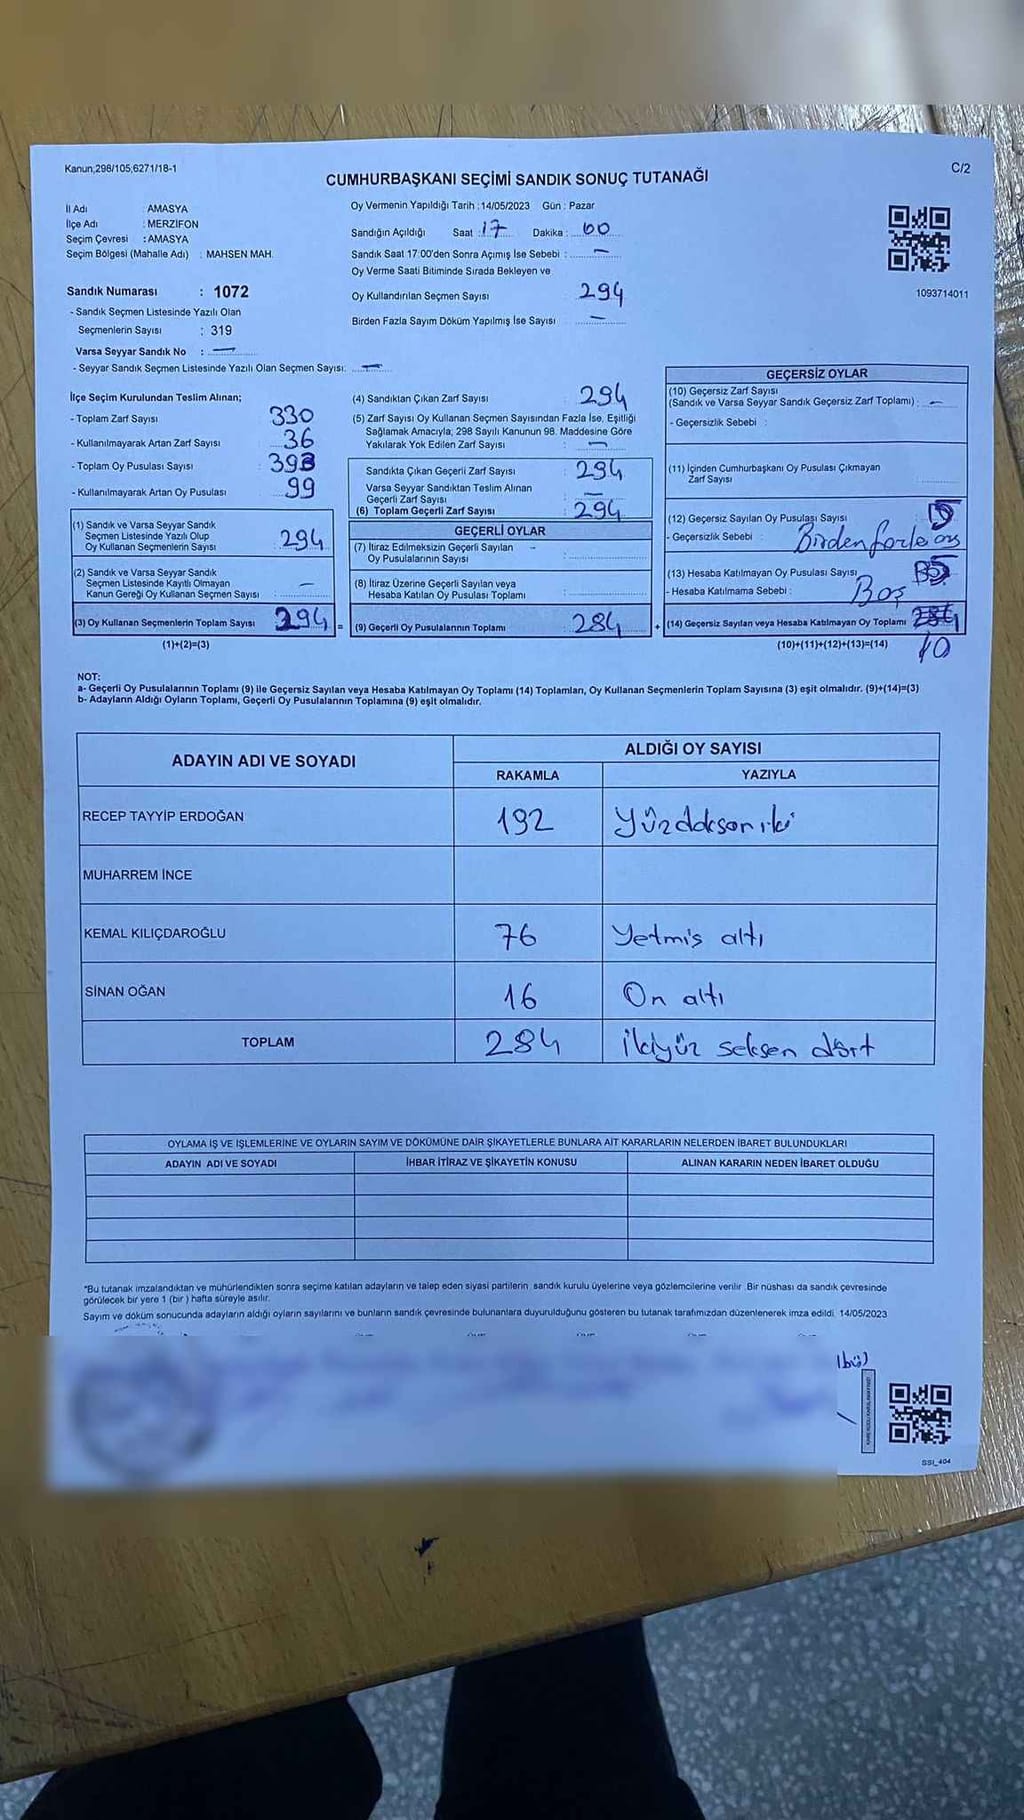 Kanun;298/105,6271/18-1
C/2
CUMHURBAŞKANI SEÇİMİ SANDIK SONUÇ TUTANAĞI
İl Adı : AMASYA
İlçe Adı : MERZİFON
Seçim Çevresi : AMASYA
Seçim Bölgesi (Mahalle Adı) : MAHSEN MAH.
Oy Vermenin Yapıldığı Tarih :14/05/2023 Gün : Pazar
Sandığın Açıldığı Saat : 17 Dakika : 00
Sandık Saat 17:00'den Sonra Açımış İse Sebebi : —
Oy Verme Saati Bitiminde Sırada Bekleyen ve
Oy Kullandırılan Seçmen Sayısı 294
Birden Fazla Sayım Döküm Yapılmış İse Sayısı : —
1093714011
Sandık Numarası : 1072
- Sandık Seçmen Listesinde Yazılı Olan
Seçmenlerin Sayısı : 319
Varsa Seyyar Sandık No : —
- Seyyar Sandık Seçmen Listesinde Yazılı Olan Seçmen Sayısı: —
İlçe Seçim Kurulundan Teslim Alınan;
- Toplam Zarf Sayısı : 330
- Kullanılmayarak Artan Zarf Sayısı : 36
- Toplam Oy Pusulası Sayısı : 393
- Kullanılmayarak Artan Oy Pusulası : 99
(1) Sandık ve Varsa Seyyar Sandık
Seçmen Listesinde Yazılı Olup
Oy Kullanan Seçmenlerin Sayısı : 294
(2) Sandık ve Varsa Seyyar Sandık
Seçmen Listesinde Kayıtlı Olmayan
Kanun Gereği Oy Kullanan Seçmen Sayısı : —
(3) Oy Kullanan Seçmenlerin Toplam Sayısı 294 =
(1)+(2)=(3)
(4) Sandıktan Çıkan Zarf Sayısı : 294
(5) Zarf Sayısı Oy Kullanan Seçmen Sayısından Fazla İse, Eşitliği
Sağlamak Amacıyla, 298 Sayılı Kanunun 98. Maddesine Göre
Yakılarak Yok Edilen Zarf Sayısı : —
Sandıkta Çıkan Geçerli Zarf Sayısı : 294
Varsa Seyyar Sandıktan Teslim Alınan
Geçerli Zarf Sayısı : —
(6) Toplam Geçerli Zarf Sayısı : 294
GEÇERLİ OYLAR
(7) İtiraz Edilmeksizin Geçerli Sayılan
Oy Pusulalarının Sayısı :
(8) İtiraz Üzerine Geçerli Sayılan veya
Hesaba Katılan Oy Pusulası Toplamı :
(9) Geçerli Oy Pusulalarının Toplamı : 284 +
GEÇERSİZ OYLAR
(10) Geçersiz Zarf Sayısı
(Sandık ve Varsa Seyyar Sandık Geçersiz Zarf Toplamı) : —
- Geçersizlik Sebebi :
(11) İçinden Cumhurbaşkanı Oy Pusulası Çıkmayan
Zarf Sayısı
(12) Geçersiz Sayılan Oy Pusulası Sayısı :
- Geçersizlik Sebebi : Birden fazla oy
(13) Hesaba Katılmayan Oy Pusulası Sayısı
- Hesaba Katılmama Sebebi : Boş
(14) Geçersiz Sayılan veya Hesaba Katılmayan Oy Toplamı
(10)+(11)+(12)+(13)=(14) 10
NOT:
a- Geçerli Oy Pusulalarının Toplamı (9) ile Geçersiz Sayılan veya Hesaba Katılmayan Oy Toplamı (14) Toplamları, Oy Kullanan Seçmenlerin Toplam Sayısına (3) eşit olmalıdır. (9)+(14)=(3)
b- Adayların Aldığı Oyların Toplamı, Geçerli Oy Pusulalarının Toplamına (9) eşit olmalıdır.
ADAYIN ADI VE SOYADI ALDIĞI OY SAYISI
RAKAMLA YAZIYLA
RECEP TAYYİP ERDOĞAN 192 Yüzdoksan iki
MUHARREM İNCE
KEMAL KILIÇDAROĞLU 76 Yetmiş altı
SİNAN OĞAN 16 On altı
TOPLAM 284 İkiyüz seksen dört
OYLAMA İŞ VE İŞLEMLERİNE VE OYLARIN SAYIM VE DÖKÜMÜNE DAİR ŞİKAYETLERLE BUNLARA AİT KARARLARIN NELERDEN İBARET BULUNDUKLARI
ADAYIN ADI VE SOYADI İHBAR İTİRAZ VE ŞİKAYETİN KONUSU ALINAN KARARIN NEDEN İBARET OLDUĞU
*Bu tutanak imzalandıktan ve mühürlendikten sonra seçime katılan adayların ve talep eden siyasi partilerin sandık kurulu üyelerine veya gözlemcilerine verilir .Bir nüshası da sandık çevresinde
görülecek bir yere 1 (bir ) hafta süreyle asılır.
Sayım ve döküm sonucunda adayların aldığı oyların sayılarını ve bunların sandık çevresinde bulunanlara duyurulduğunu gösteren bu tutanak tarafımızdan düzenlenerek imza edildi. 14/05/2023
SSI_404